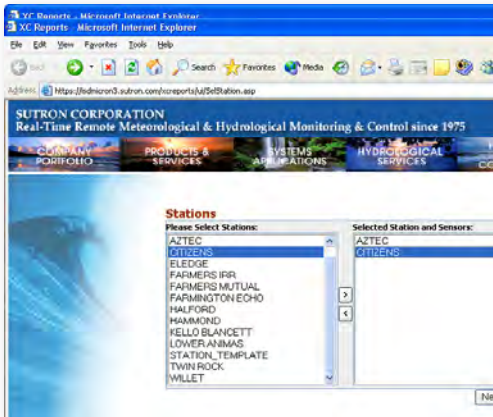 XC Reports - Microsoft Internet Explorer
XC Reports - Microsoft Internet Explorer
File Edit View Favorites Tools Help
Search Favorites Media
Address https://ledmicron3.sutron.com/xcreports/ui/SelStation.asp
SUTRON CORPORATION
Real-Time Remote Meteorological & Hydrological Monitoring & Control since 1975
COMPANY PORTFOLIO
PRODUCTS & SERVICES
SYSTEMS APPLICATIONS
HYDROLOGICAL SERVICES
Stations
Please Select Stations:
AZTEC
CITIZENS
ELEDGE
FARMERS IRR
FARMERS MUTUAL
FARMINGTON ECHO
HALFORD
HAMMOND
KELLO BLANCETT
LOWER ANIMAS
STATION_TEMPLATE
TWIN ROCK
WILLET
>
<
Selected Station and Sensors:
AZTEC
CITIZENS
Ne